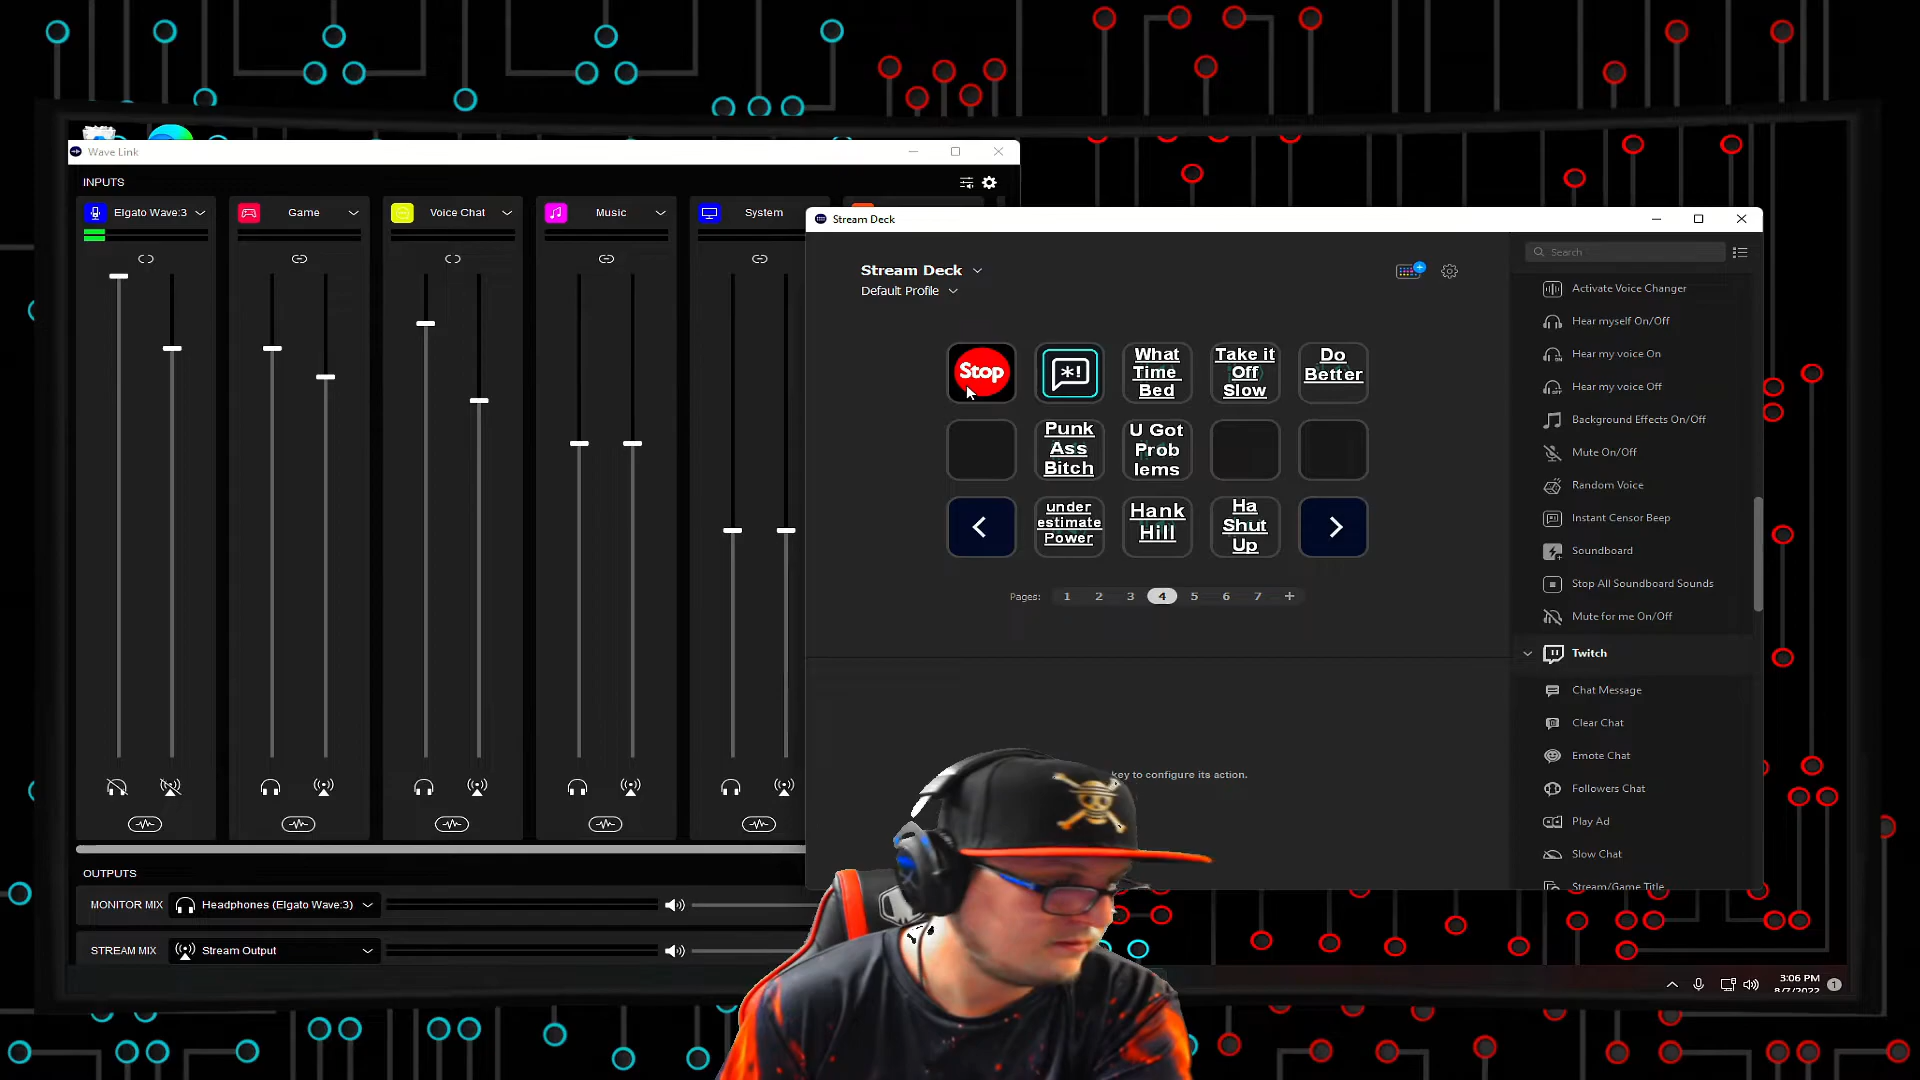 Wave Link
INPUTS
Elgato Wave:3
Game
Voice Chat
Music
System
OUTPUTS
MONITOR MIX
Headphones (Elgato Wave:3)
STREAM MIX
Stream Output
Stream Deck
Stream Deck
Default Profile
Stop
*!
What
Time
Bed
Take it
Off
Slow
Do
Better
Punk
Ass
Bitch
U Got
Prob
lems
under
estimate
Power
Hank
Hill
Ha
Shut
Up
Pages: 1 2 3 4 5 6 7 +
key to configure its action.
Search
Activate Voice Changer
Hear myself On/Off
Hear my voice On
Hear my voice Off
Background Effects On/Off
Mute On/Off
Random Voice
Instant Censor Beep
Soundboard
Stop All Soundboard Sounds
Mute for me On/Off
Twitch
Chat Message
Clear Chat
Emote Chat
Followers Chat
Play Ad
Slow Chat
Stream/Game Title
3:06 PM
8/7/2022
1